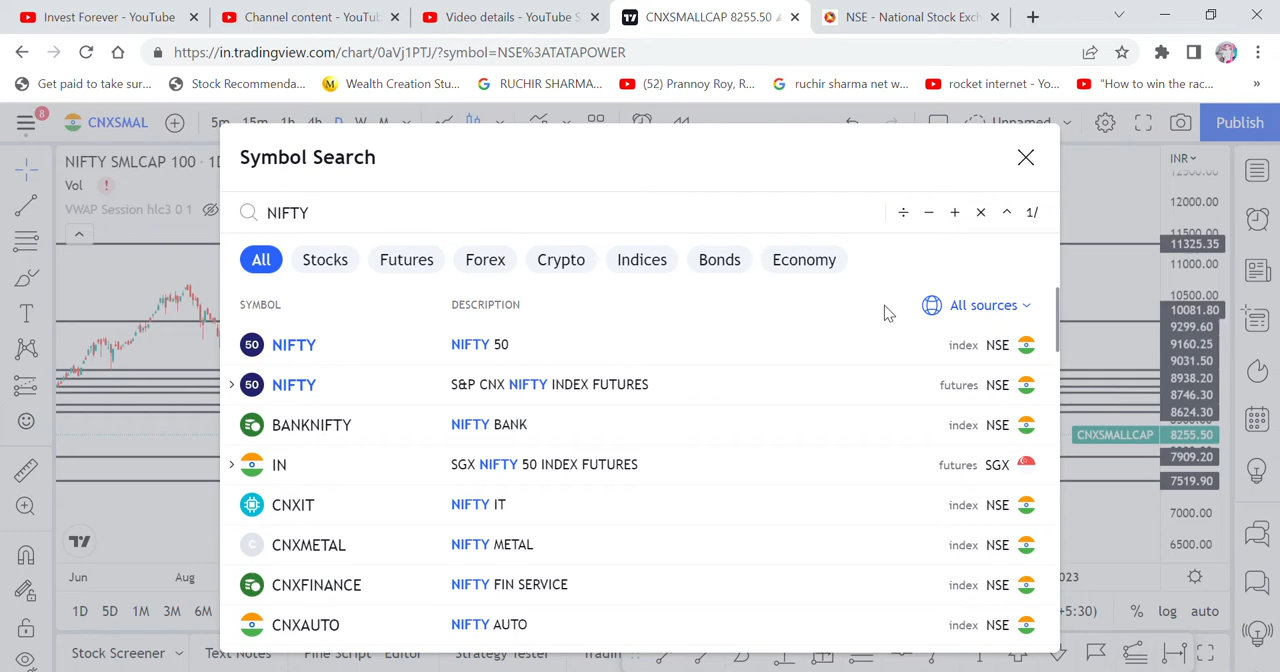 Invest Forever - YouTube
Channel content - YouTu
Video details - YouTube S
CNXSMALLCAP 8255.50
NSE - National Stock Exch
https://in.tradingview.com/chart/0aVj1PTJ/?symbol=NSE%3ATATAPOWER
Get paid to take sur...
Stock Recommenda...
Wealth Creation Stu...
RUCHIR SHARMA...
(52) Prannoy Roy, R...
ruchir sharma net w...
rocket internet - Yo...
"How to win the rac...
8
CNXSMAL
5m 15m 1h 4h D W M
Unnamed
Publish
NIFTY SMLCAP 100 · 1D
Vol
VWAP Session hlc3 0 1
Symbol Search
NIFTY
÷ − + × ^ 1/
All Stocks Futures Forex Crypto Indices Bonds Economy
SYMBOL DESCRIPTION All sources
50 NIFTY NIFTY 50 index NSE
50 NIFTY S&P CNX NIFTY INDEX FUTURES futures NSE
BANKNIFTY NIFTY BANK index NSE
IN SGX NIFTY 50 INDEX FUTURES futures SGX
CNXIT NIFTY IT index NSE
C CNXMETAL NIFTY METAL index NSE
CNXFINANCE NIFTY FIN SERVICE index NSE
CNXAUTO NIFTY AUTO index NSE
INR
12000.00
11325.35
11000.00
10500.00
10081.80
9299.60
9160.25
9031.50
8938.20
8746.30
8624.30
CNXSMALLCAP 8255.50
7909.20
7519.90
7000.00
6500.00
Jun Aug 2023
1D 5D 1M 3M 6M
+5:30) % log auto
Stock Screener Text Notes Pine Script Editor Strategy Tester Tradin